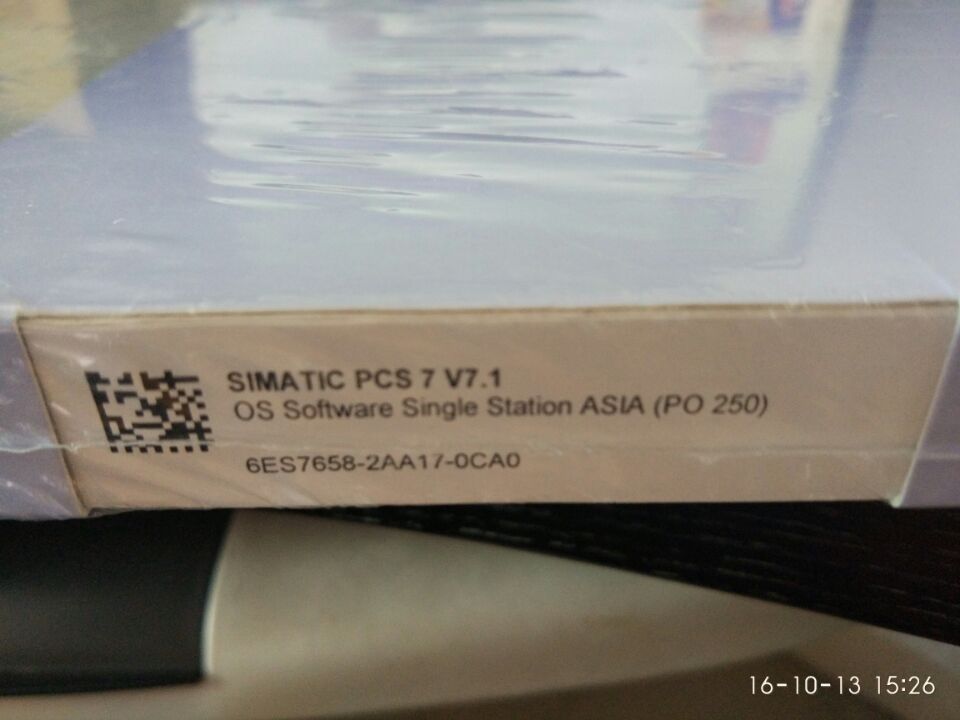 SIMATIC PCS 7 V7.1
OS Software Single Station ASIA (PO 250)
6ES7658-2AA17-0CA0
16-10-13 15:26